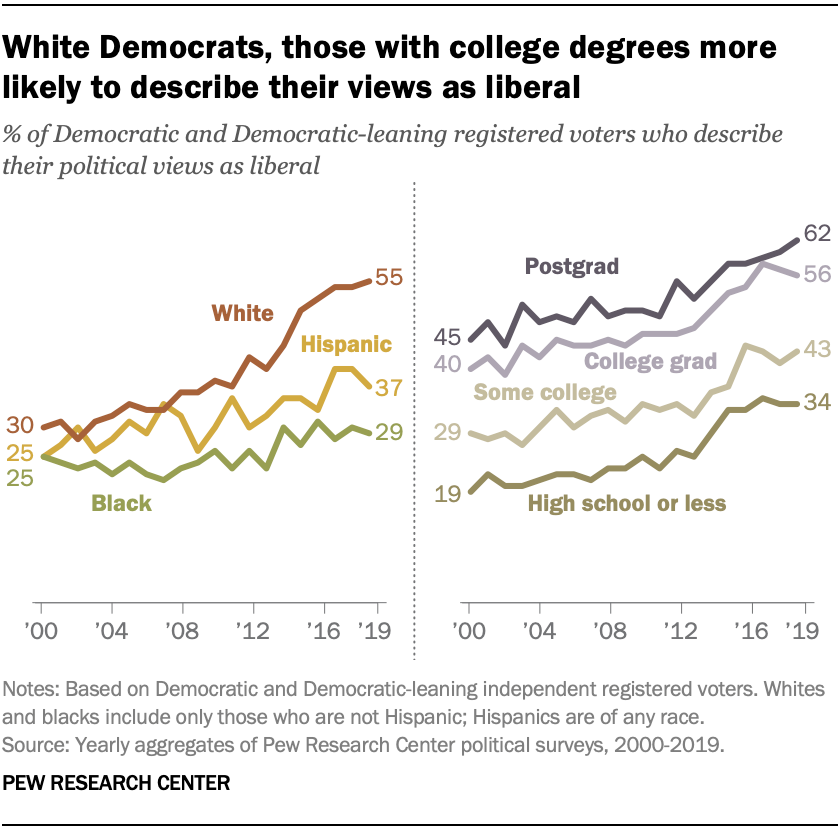 White Democrats, those with college degrees more
likely to describe their views as liberal
% of Democratic and Democratic-leaning registered voters who describe
their political views as liberal
White
Hispanic
Black
30
25
25
55
37
29
’00 ’04 ’08 ’12 ’16 ’19
Postgrad
College grad
Some college
High school or less
45
40
29
19
62
56
43
34
’00 ’04 ’08 ’12 ’16 ’19
Notes: Based on Democratic and Democratic-leaning independent registered voters. Whites
and blacks include only those who are not Hispanic; Hispanics are of any race.
Source: Yearly aggregates of Pew Research Center political surveys, 2000-2019.
PEW RESEARCH CENTER